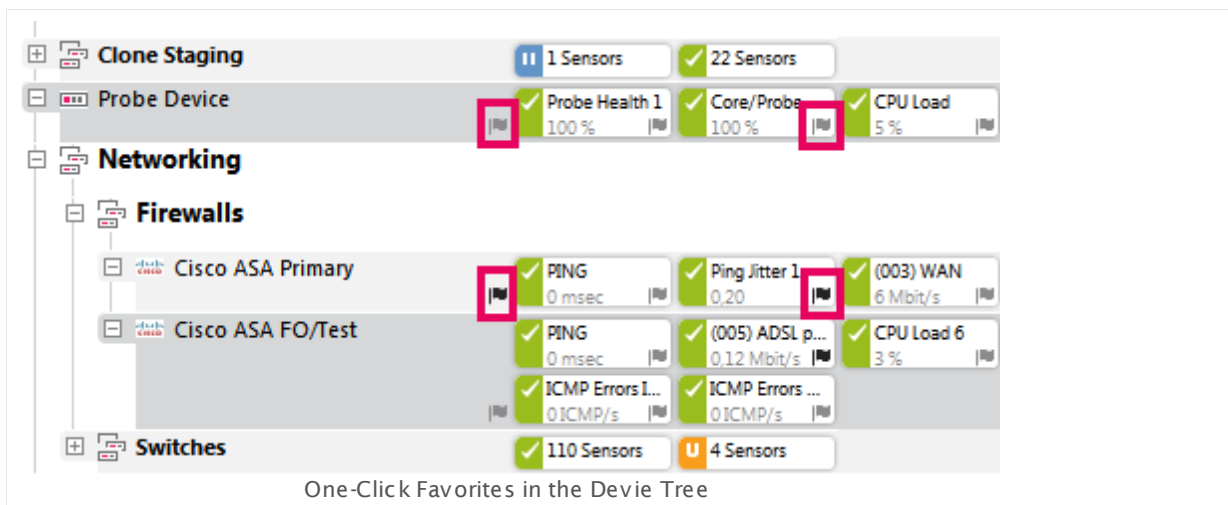 Clone Staging 1 Sensors 22 Sensors
Probe Device Probe Health 1 Core/Probe CPU Load
100 % 100 % 5 %
Networking
Firewalls
Cisco ASA Primary PING Ping Jitter 1 (003) WAN
0 msec 0,20 6 Mbit/s
Cisco ASA FO/Test PING (005) ADSL p... CPU Load 6
0 msec 0,12 Mbit/s 3 %
ICMP Errors I... ICMP Errors ...
0 ICMP/s 0 ICMP/s
Switches 110 Sensors U 4 Sensors
One-Click Favorites in the Devie Tree